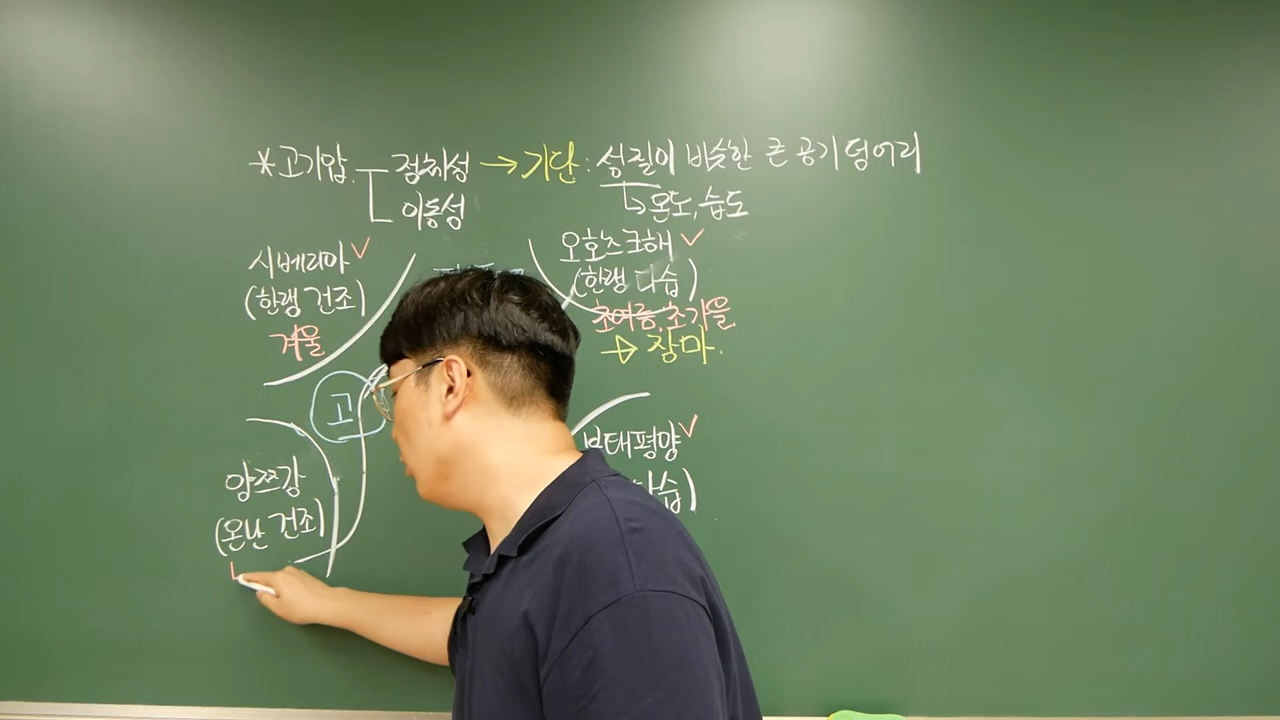 *고기압 정체성 → 기단 : 성질이 비슷한 큰 공기 덩어리
이동성
↳온도, 습도
시베리아 ✓
(한랭 건조)
겨울
오호츠크해 ✓
(한랭 다습)
초여름, 초가을.
→ 장마.
고
양쯔강
(온난 건조)
북태평양 ✓
다습)